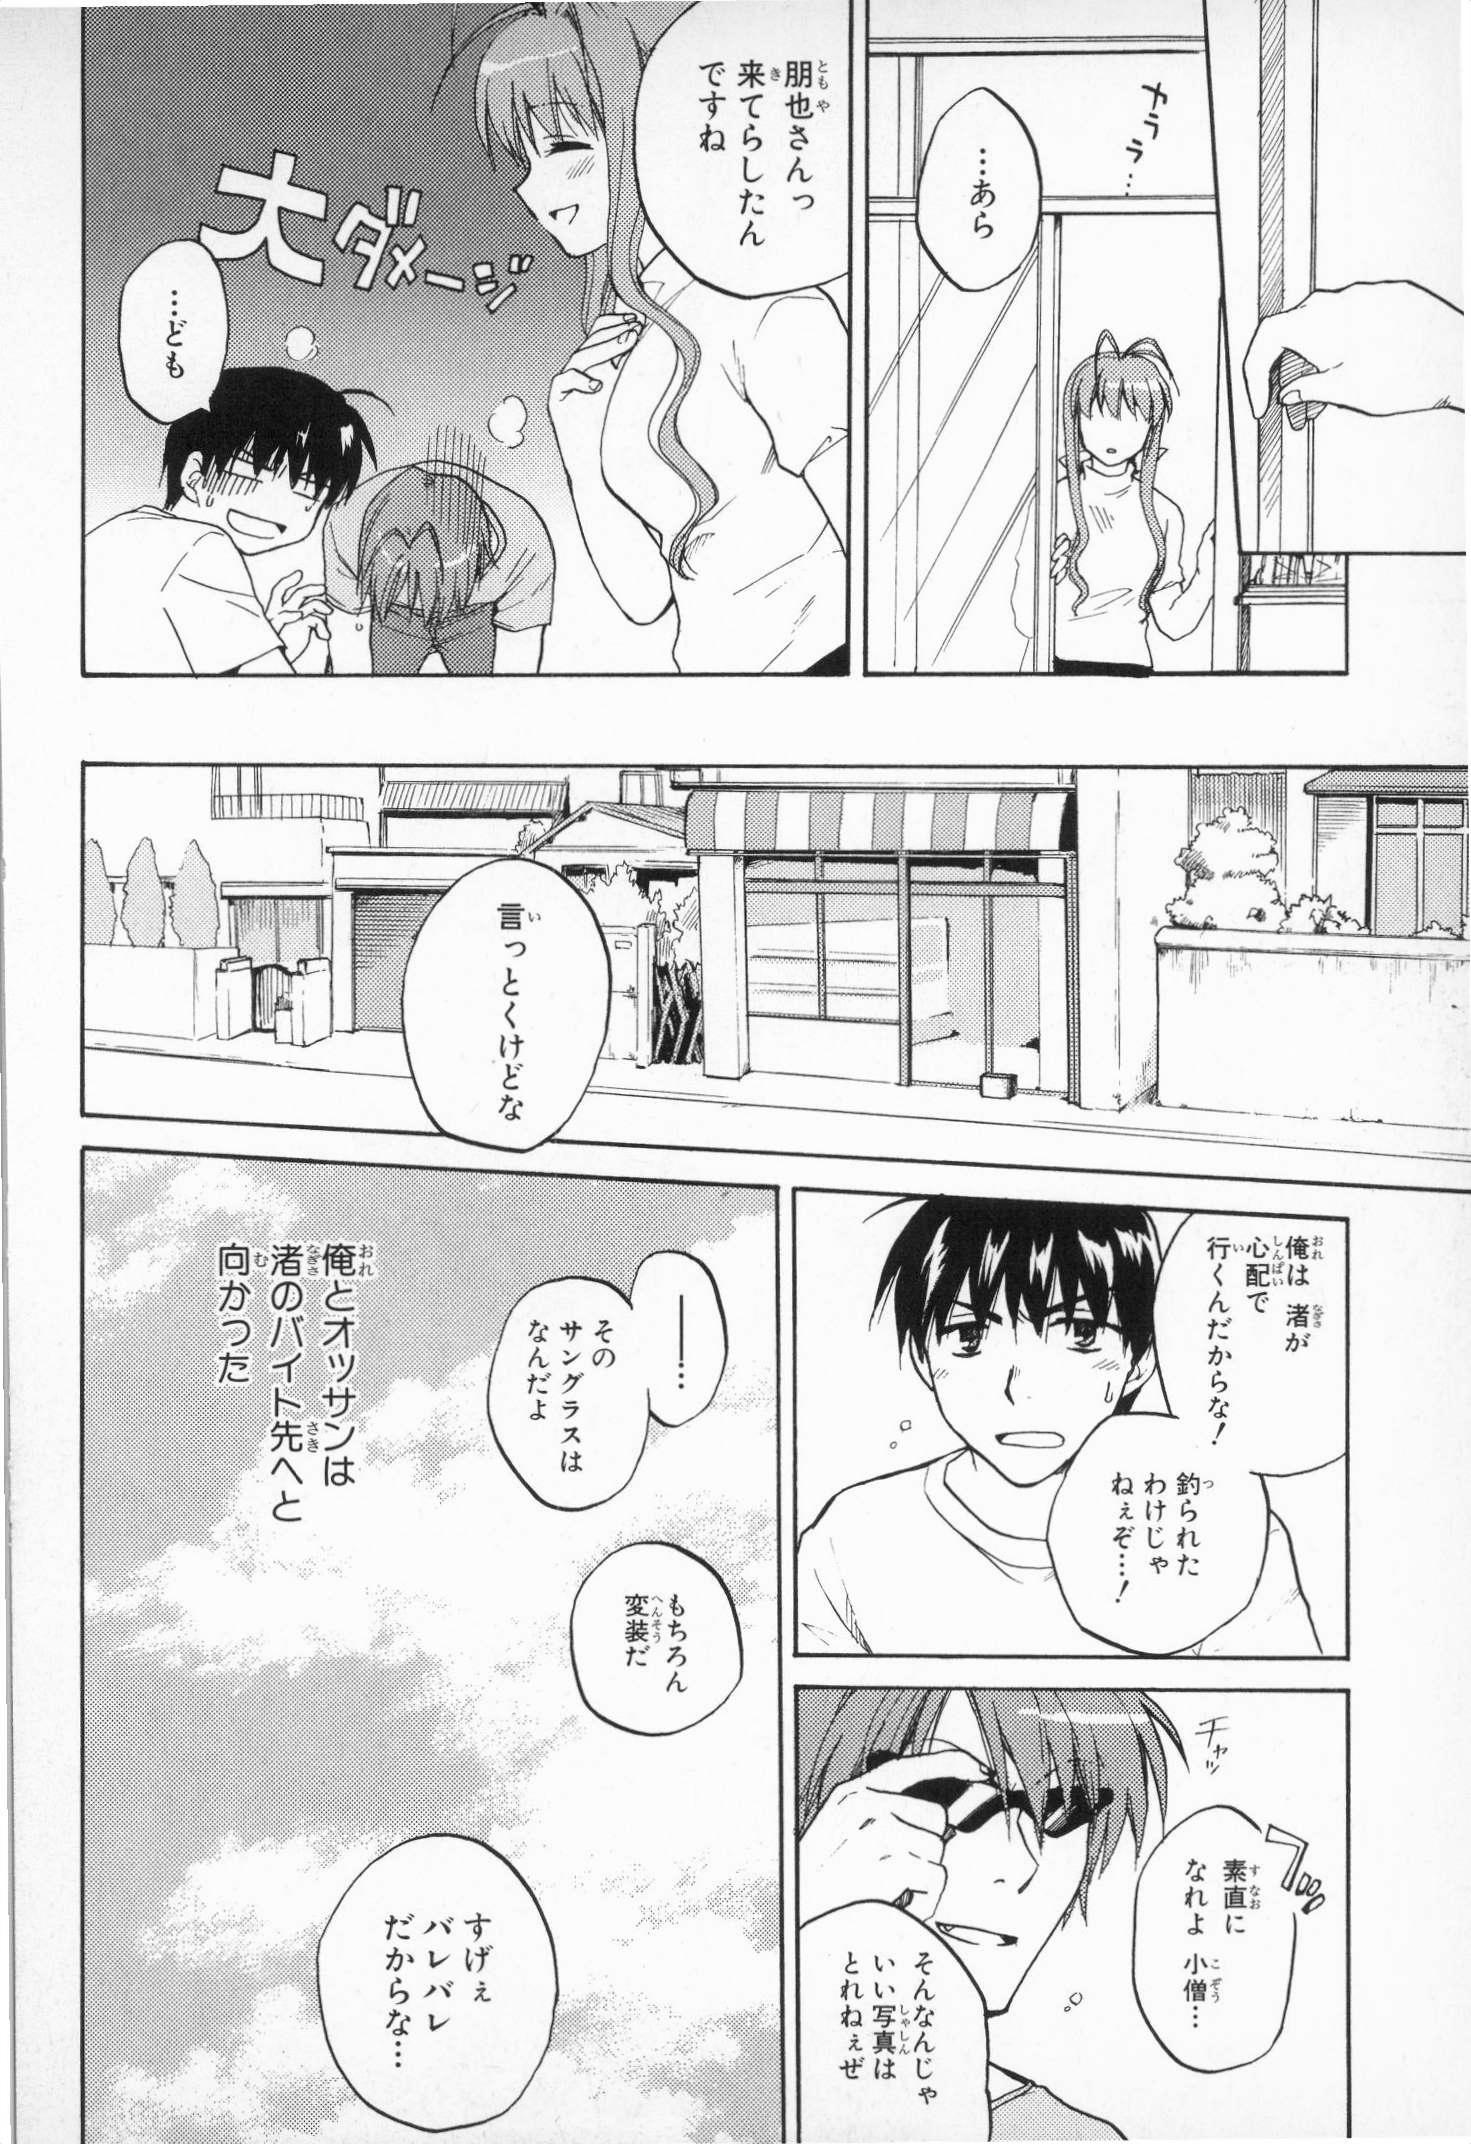 カララ…
…あら
朋也さんっ
来てらしたん
ですね
大ダメージ
…ども
言っとくけどな
俺は 渚が
心配で
行くんだからな!
釣られた
わけじゃ
ねぇぞ…!
チャッ
フ
素直に
なれよ 小僧…
そんなんじゃ
いい写真は
とれねぇぜ
――…
その
サングラスは
なんだよ
もちろん
変装だ
俺とオッサンは
渚のバイト先へと
向かった
すげぇ
バレバレ
だからな…